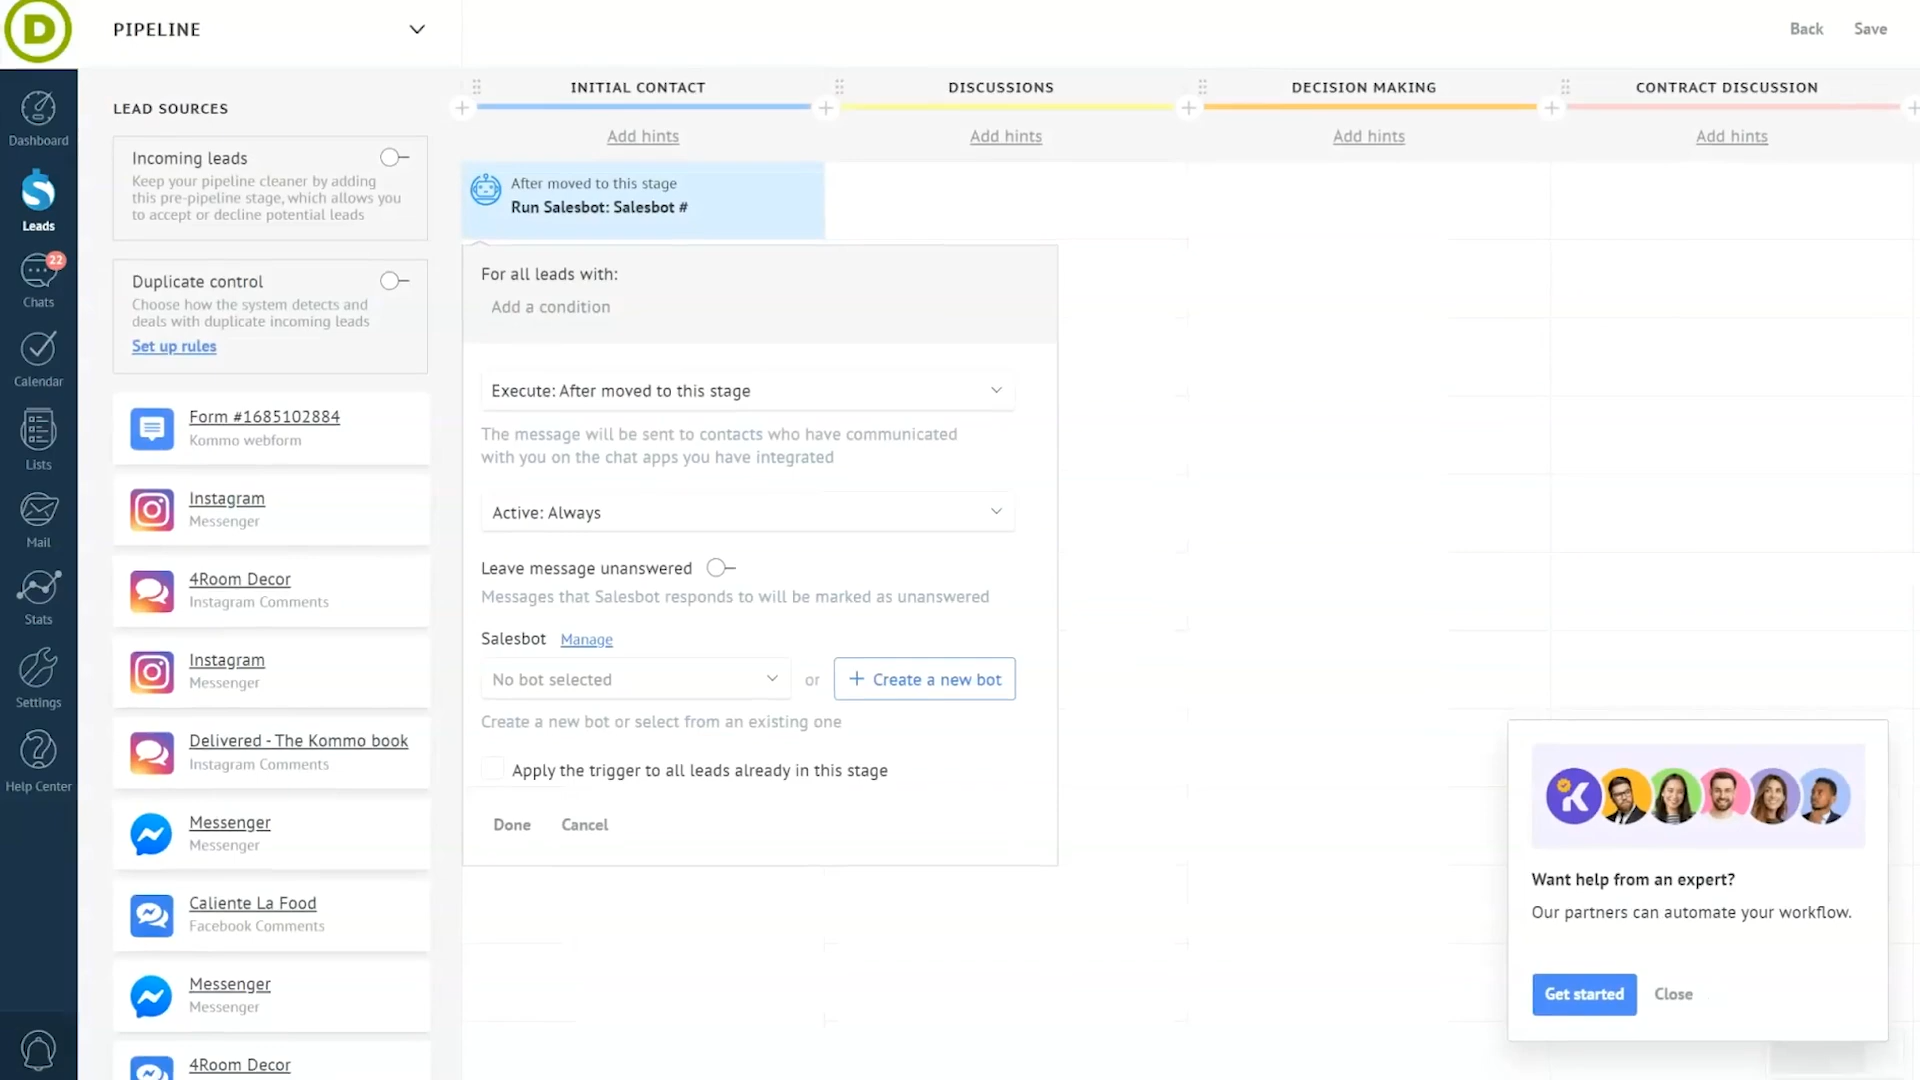 D
PIPELINE
Back
Save
Dashboard
Leads
22
Chats
Calendar
Lists
Mail
Stats
Settings
Help Center
LEAD SOURCES
Incoming leads
Keep your pipeline cleaner by adding
this pre-pipeline stage, which allows you
to accept or decline potential leads
Duplicate control
Choose how the system detects and
deals with duplicate incoming leads
Set up rules
Form #1685102884
Kommo webform
Instagram
Messenger
4Room Decor
Instagram Comments
Instagram
Messenger
Delivered - The Kommo book
Instagram Comments
Messenger
Messenger
Caliente La Food
Facebook Comments
Messenger
Messenger
4Room Decor
INITIAL CONTACT
DISCUSSIONS
DECISION MAKING
CONTRACT DISCUSSION
Add hints
Add hints
Add hints
Add hints
After moved to this stage
Run Salesbot: Salesbot #
For all leads with:
Add a condition
Execute: After moved to this stage
The message will be sent to contacts who have communicated
with you on the chat apps you have integrated
Active: Always
Leave message unanswered
Messages that Salesbot responds to will be marked as unanswered
Salesbot Manage
No bot selected
or
+ Create a new bot
Create a new bot or select from an existing one
Apply the trigger to all leads already in this stage
Done
Cancel
K
Want help from an expert?
Our partners can automate your workflow.
Get started
Close